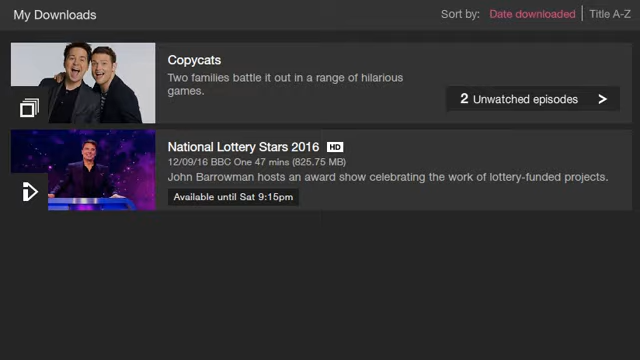 My Downloads
Sort by: Date downloaded | Title A-Z
Copycats
Two families battle it out in a range of hilarious
games.
2 Unwatched episodes >
National Lottery Stars 2016 HD
12/09/16 BBC One 47 mins (825.75 MB)
John Barrowman hosts an award show celebrating the work of lottery-funded projects.
Available until Sat 9:15pm